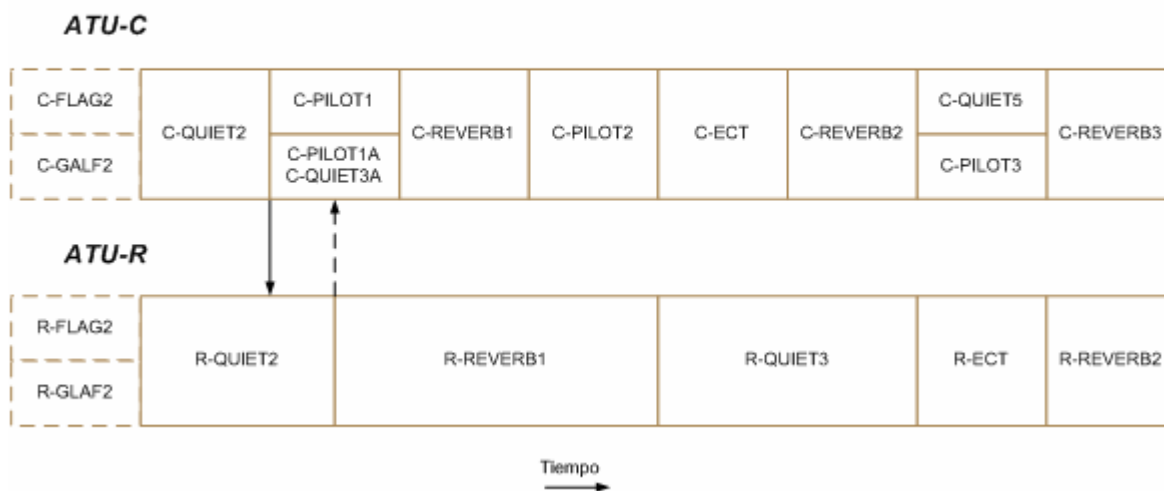 ATU-C
C-FLAG2
C-GALF2
C-QUIET2
C-PILOT1
C-PILOT1A
C-QUIET3A
C-REVERB1
C-PILOT2
C-ECT
C-REVERB2
C-QUIET5
C-PILOT3
C-REVERB3
ATU-R
R-FLAG2
R-GLAF2
R-QUIET2
R-REVERB1
R-QUIET3
R-ECT
R-REVERB2
Tiempo